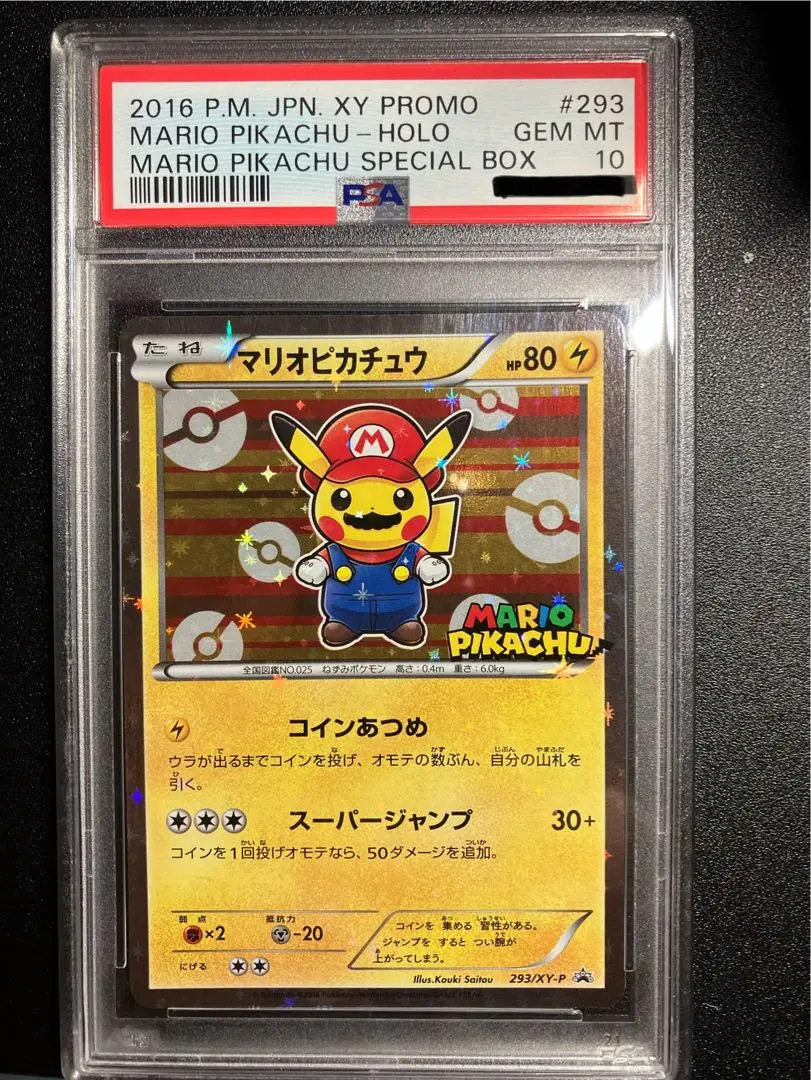 2016 P.M. JPN. XY PROMO #293
MARIO PIKACHU-HOLO GEM MT
MARIO PIKACHU SPECIAL BOX 10
PSA
たね マリオピカチュウ HP80
M
MARIO
PIKACHU
全国図鑑NO.025 ねずみポケモン 高さ:0.4m 重さ:6.0kg
コインあつめ
ウラが出るまでコインを投げ、オモテの数ぶん、自分の山札を
引く。
スーパージャンプ 30+
コインを1回投げオモテなら、50ダメージを追加。
弱点 抵抗力
×2 -20
にげる
コインを 集める 習性がある。
ジャンプを すると つい腕が
上がってしまう。
Illus.Kouki Saitou 293/XY-P